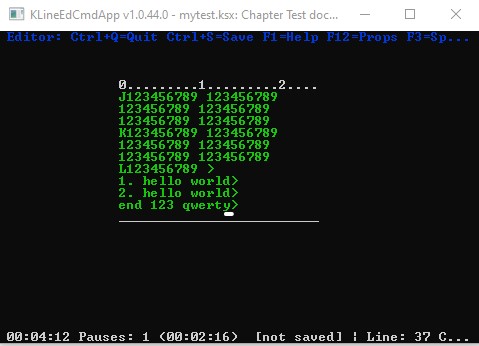 KLineEdCmdApp v1.0.44.0 - mytest.ksx: Chapter Test doc...
Editor: Ctrl+Q=Quit Ctrl+S=Save F1=Help F12=Props F3=Sp...
0.........1.........2....
J123456789 123456789
123456789 123456789
123456789 123456789
K123456789 123456789
123456789 123456789
123456789 123456789
L123456789 >
1. hello world>
2. hello world>
end 123 qwerty>
00:04:12 Pauses: 1 (00:02:16)  [not saved] ¦ Line: 37 C...